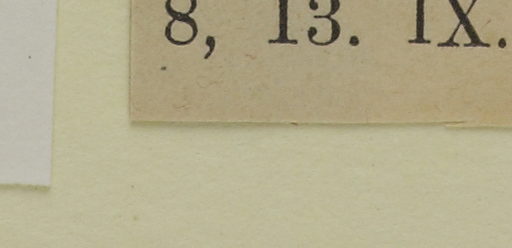 8, 13. IX.